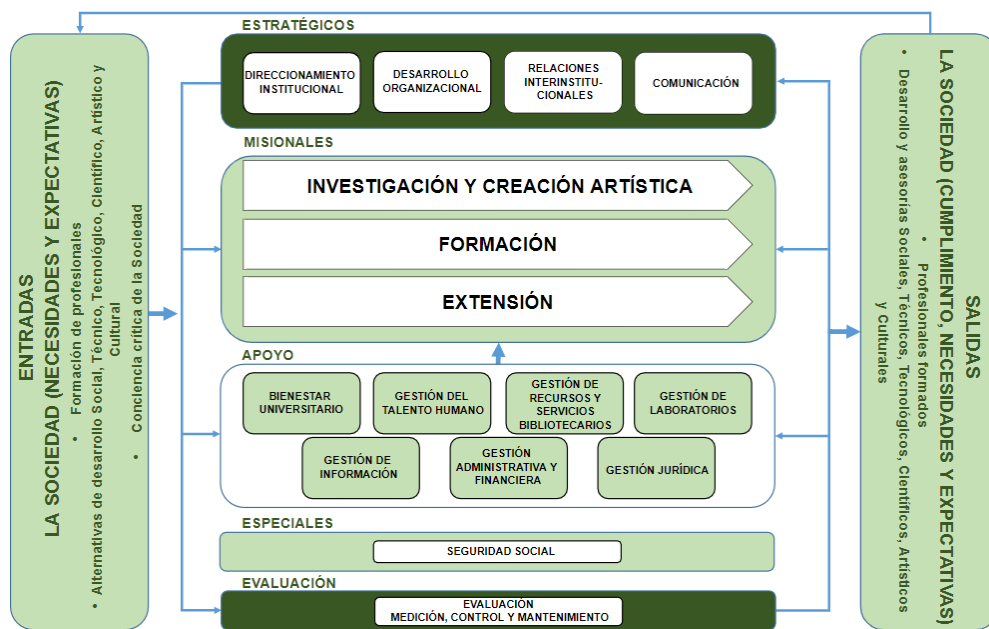 ENTRADAS
LA SOCIEDAD (NECESIDADES Y EXPECTATIVAS)
• Formación de profesionales
• Alternativas de desarrollo Social, Técnico, Tecnológico, Científico, Artístico y
Cultural
• Conciencia crítica de la Sociedad
ESTRATÉGICOS
DIRECCIONAMIENTO
INSTITUCIONAL
DESARROLLO
ORGANIZACIONAL
RELACIONES
INTERINSTITU-
CIONALES
COMUNICACIÓN
MISIONALES
INVESTIGACIÓN Y CREACIÓN ARTÍSTICA
FORMACIÓN
EXTENSIÓN
APOYO
BIENESTAR
UNIVERSITARIO
GESTIÓN DEL
TALENTO HUMANO
GESTIÓN DE
RECURSOS Y
SERVICIOS
BIBLIOTECARIOS
GESTIÓN DE
LABORATORIOS
GESTIÓN DE
INFORMACIÓN
GESTIÓN
ADMINISTRATIVA Y
FINANCIERA
GESTIÓN JURÍDICA
ESPECIALES
SEGURIDAD SOCIAL
EVALUACIÓN
EVALUACIÓN
MEDICIÓN, CONTROL Y MANTENIMIENTO
SALIDAS
LA SOCIEDAD (CUMPLIMIENTO, NECESIDADES Y EXPECTATIVAS)
• Profesionales formados
• Desarrollo y asesorías Sociales, Técnicos, Tecnológicos, Científicos, Artísticos
y Culturales